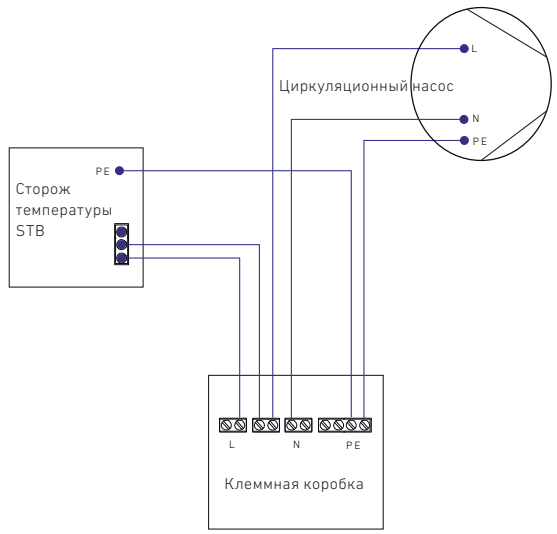 L
Циркуляционный насос
N
PE
PE
Сторож
температуры
STB
L
N
PE
Клеммная коробка